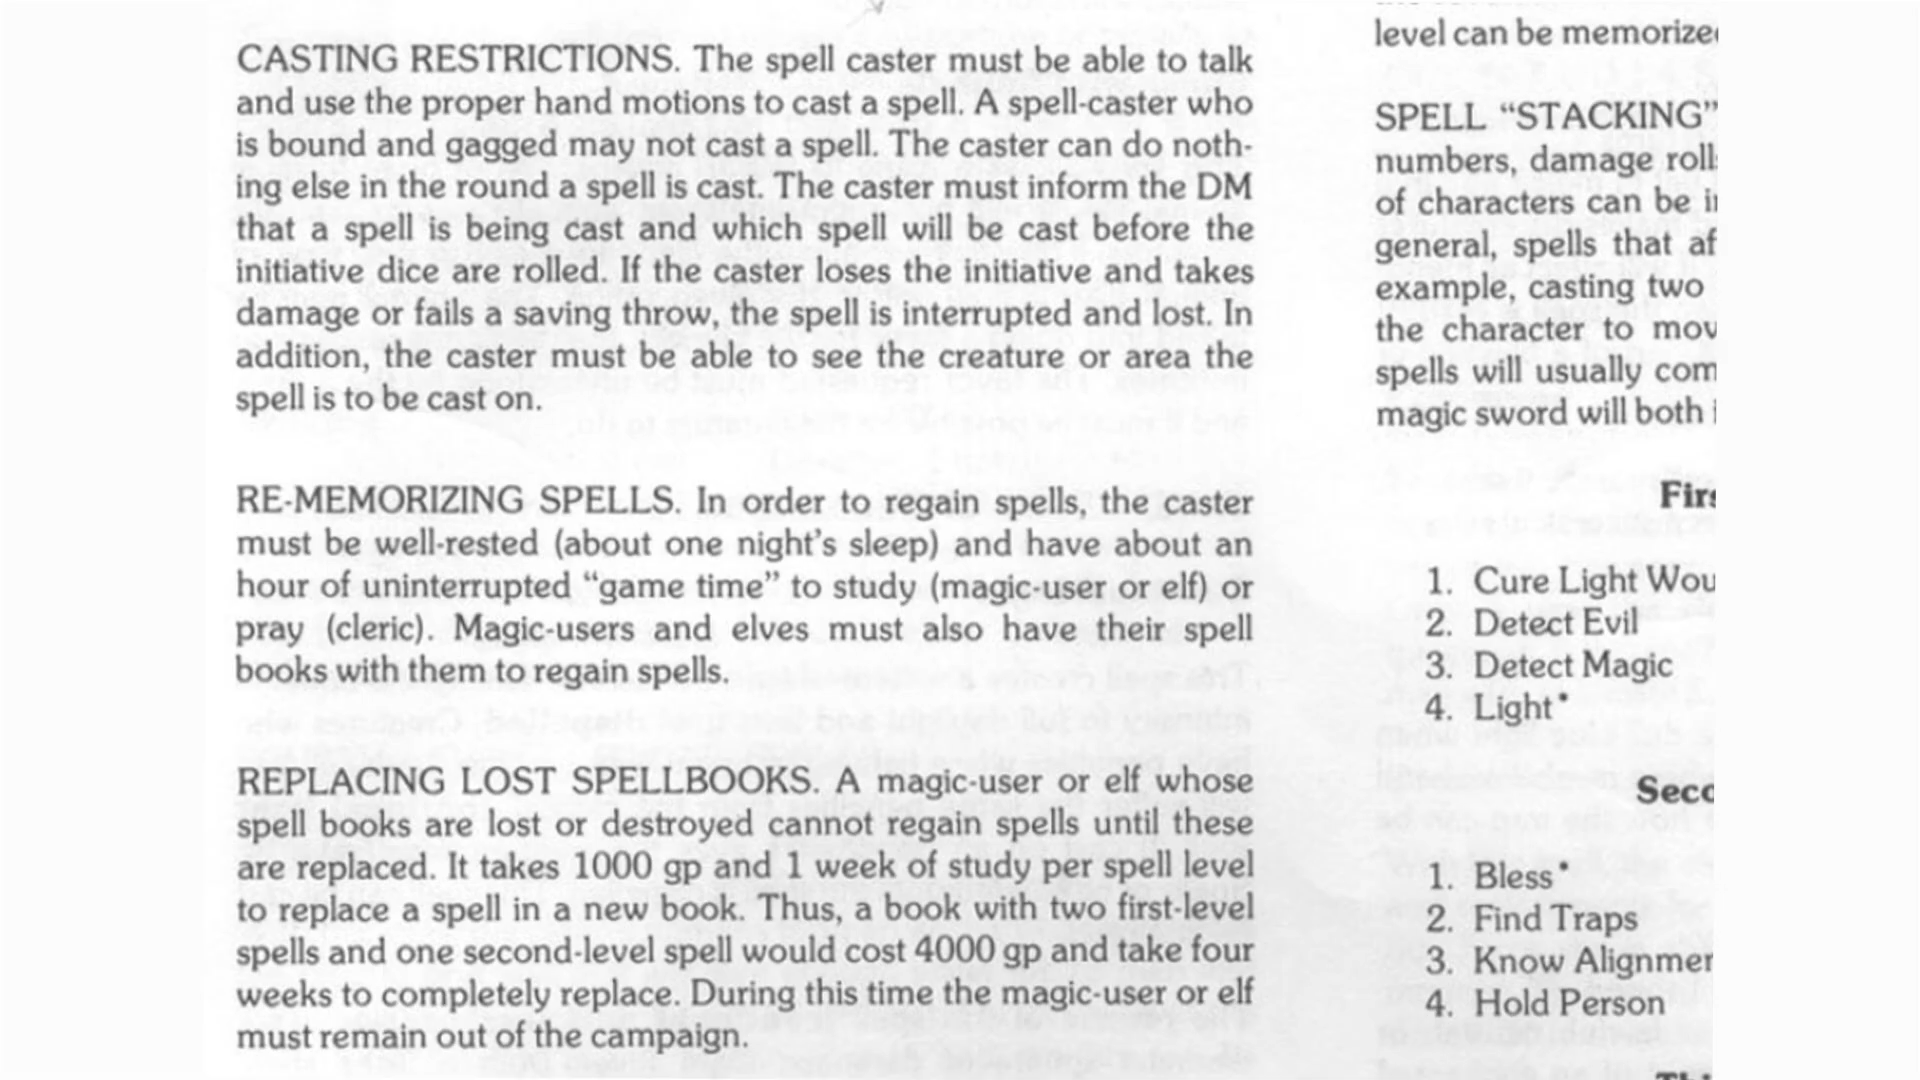 CASTING RESTRICTIONS. The spell caster must be able to talk
and use the proper hand motions to cast a spell. A spell-caster who
is bound and gagged may not cast a spell. The caster can do noth-
ing else in the round a spell is cast. The caster must inform the DM
that a spell is being cast and which spell will be cast before the
initiative dice are rolled. If the caster loses the initiative and takes
damage or fails a saving throw, the spell is interrupted and lost. In
addition, the caster must be able to see the creature or area the
spell is to be cast on.
RE-MEMORIZING SPELLS. In order to regain spells, the caster
must be well-rested (about one night's sleep) and have about an
hour of uninterrupted “game time” to study (magic-user or elf) or
pray (cleric). Magic-users and elves must also have their spell
books with them to regain spells.
REPLACING LOST SPELLBOOKS. A magic-user or elf whose
spell books are lost or destroyed cannot regain spells until these
are replaced. It takes 1000 gp and 1 week of study per spell level
to replace a spell in a new book. Thus, a book with two first-level
spells and one second-level spell would cost 4000 gp and take four
weeks to completely replace. During this time the magic-user or elf
must remain out of the campaign.
level can be
SPELL “STACKING”
numbers, damage
of characters can be
general, spells that
example, casting two
the character to
spells will usually
magic sword will both
1. Cure Light
2. Detect Evil
3. Detect Magic
4. Light*
1. Bless*
2. Find Traps
3. Know
4. Hold Person